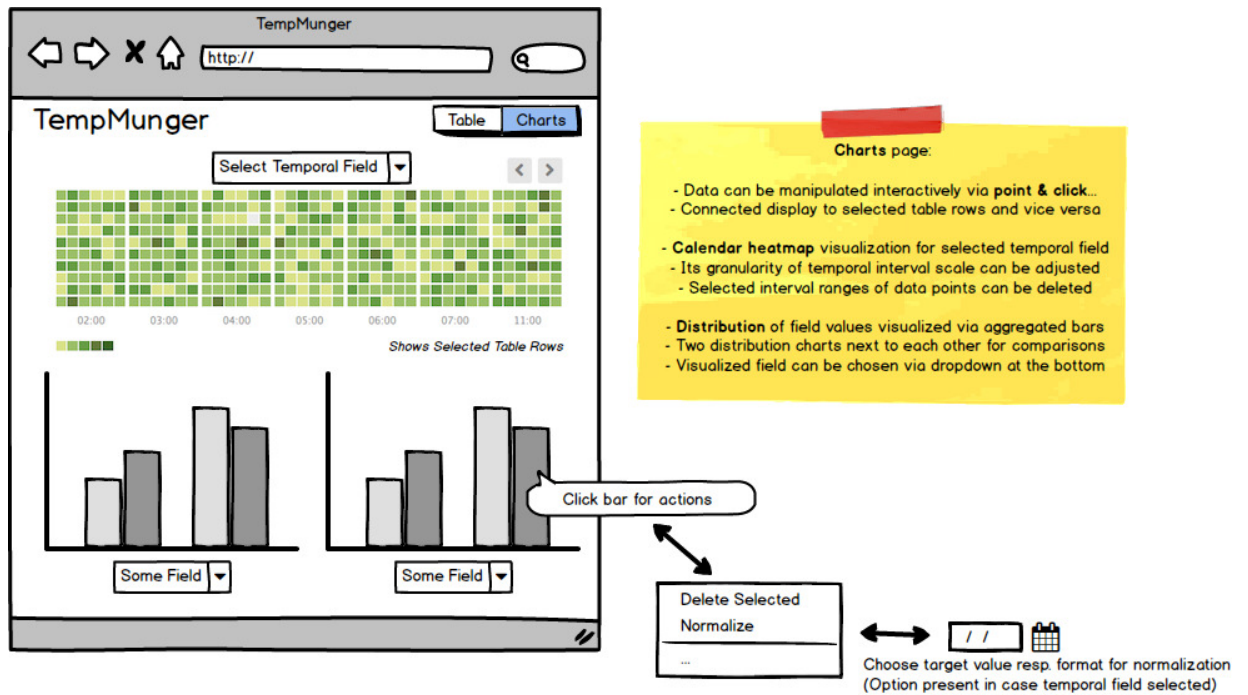 TempMunger
http://
TempMunger
Table Charts
Select Temporal Field
< >
02:00 03:00 04:00 05:00 06:00 07:00 11:00
Shows Selected Table Rows
Click bar for actions
Some Field
Some Field
Charts page:
- Data can be manipulated interactively via point & click...
- Connected display to selected table rows and vice versa
- Calendar heatmap visualization for selected temporal field
- Its granularity of temporal interval scale can be adjusted
- Selected interval ranges of data points can be deleted
- Distribution of field values visualized via aggregated bars
- Two distribution charts next to each other for comparisons
- Visualized field can be chosen via dropdown at the bottom
Delete Selected
Normalize
...
/ /
Choose target value resp. format for normalization
(Option present in case temporal field selected)